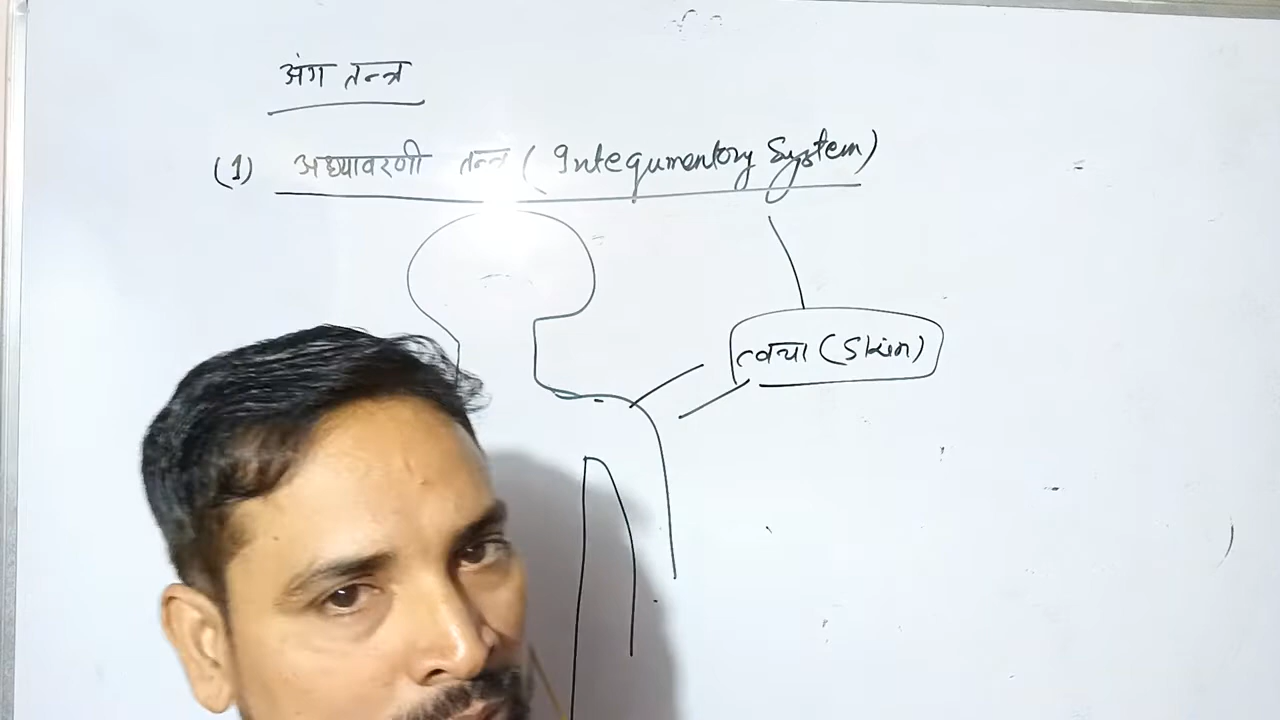 अंग तन्त्र
(1) अध्यावरणी तन्त्र (Integumentory System)
त्वचा (Skin)